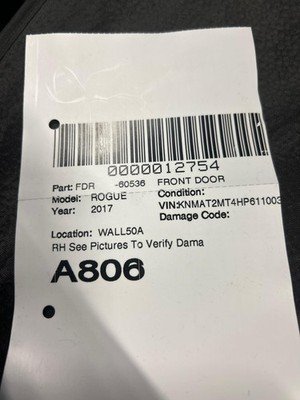 0000012754
Part: FDR -60536 FRONT DOOR
Model: ROGUE Condition:
Year: 2017 VIN:KNMAT2MT4HP611003
Damage Code:
Location: WALL50A
RH See Pictures To Verify Dama
A806